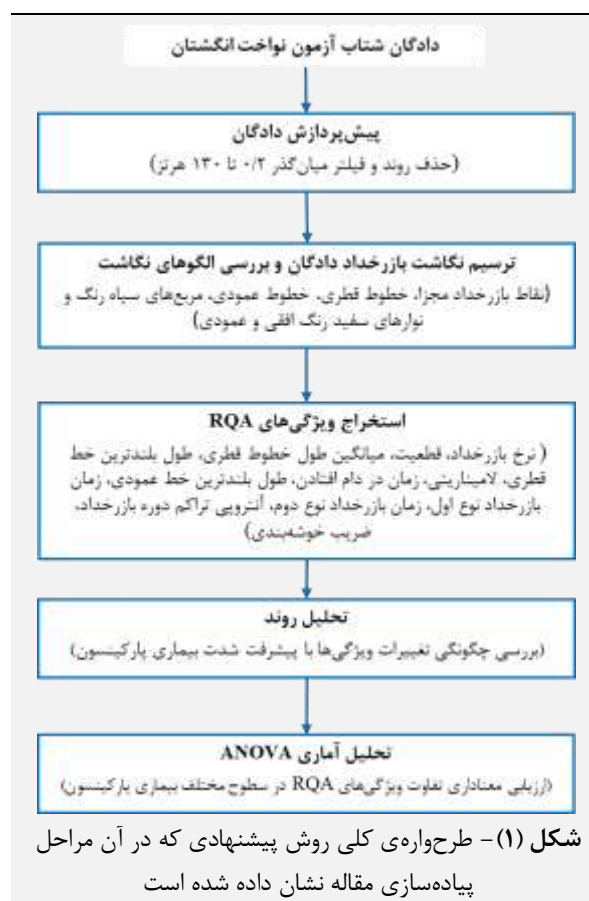 دادگان شتاب آزمون نواخت انگشتان
پیش‌پردازش دادگان
(حذف روند و فیلتر میان‌گذر ۰/۲ تا ۱۳۰ هرتز)
ترسیم نگاشت بازرخداد دادگان و بررسی الگوهای نگاشت
(نقاط بازرخداد مجزا، خطوط قطری، خطوط عمودی، مربع‌های سیاه رنگ و
نوارهای سفید رنگ افقی و عمودی)
استخراج ویژگی‌های RQA
( نرخ بازرخداد، قطعیت، میانگین طول خطوط قطری، طول بلندترین خط
قطری، لامیناریتی، زمان در دام افتادن، طول بلندترین خط عمودی، زمان
بازرخداد نوع اول، زمان بازرخداد نوع دوم، آنتروپی تراکم دوره بازرخداد،
ضریب خوشه‌بندی)
تحلیل روند
(بررسی چگونگی تغییرات ویژگی‌ها با پیشرفت شدت بیماری پارکینسون)
تحلیل آماری ANOVA
(ارزیابی معناداری تفاوت ویژگی‌های RQA در سطوح مختلف بیماری پارکینسون)
شکل (۱)- طرحواره‌ی کلی روش پیشنهادی که در آن مراحل
پیاده‌سازی مقاله نشان داده شده است